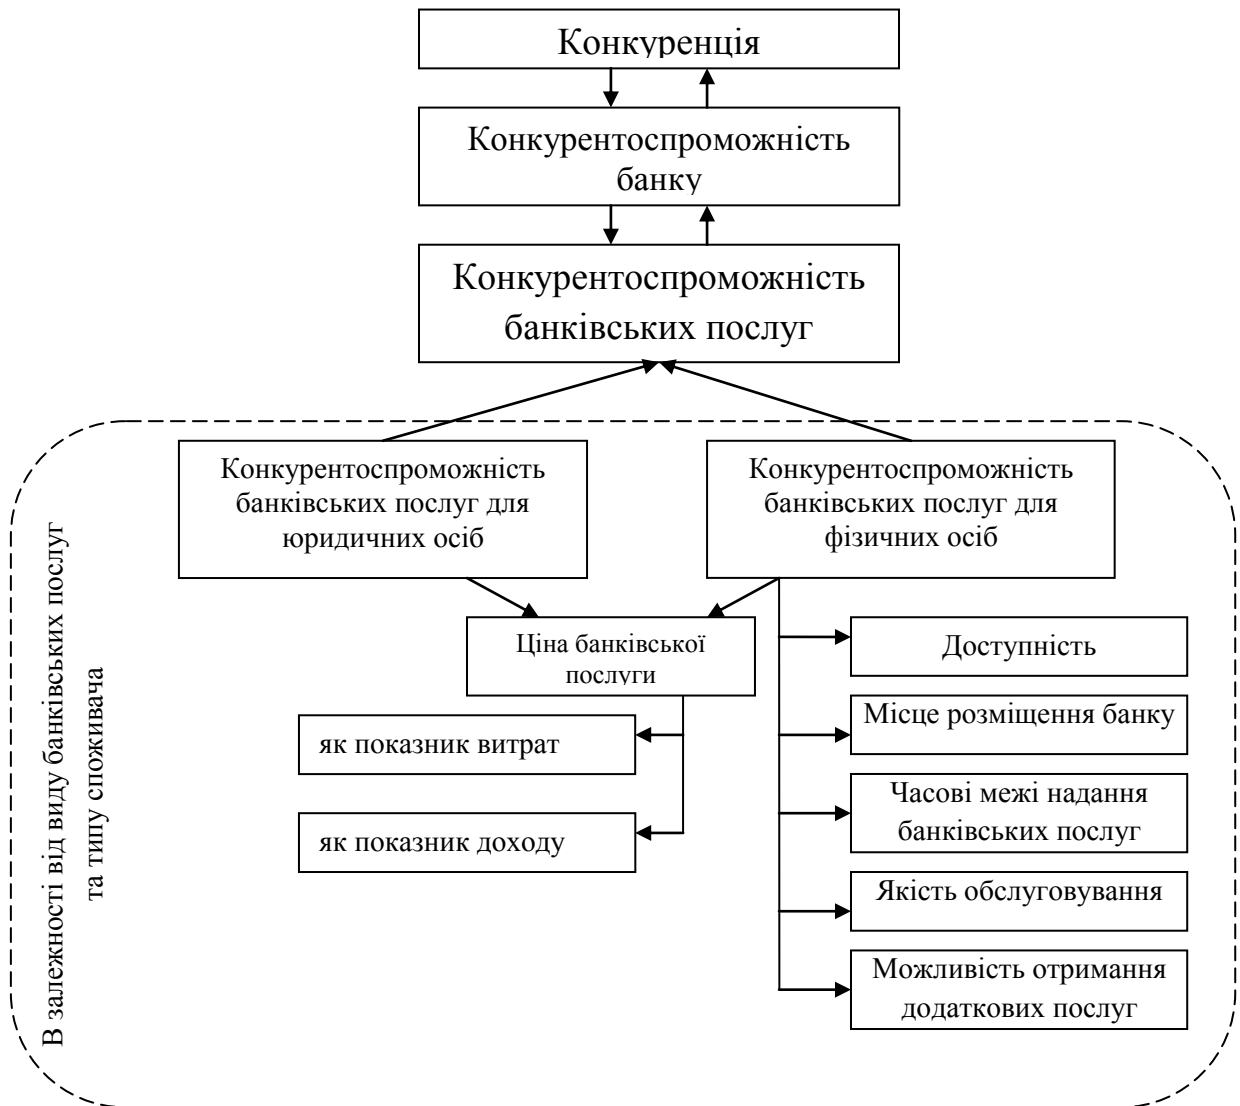 Конкуренція
Конкурентоспроможність
банку
Конкурентоспроможність
банківських послуг
Конкурентоспроможність
банківських послуг для
юридичних осіб
Конкурентоспроможність
банківських послуг для
фізичних осіб
Ціна банківської
послуги
як показник витрат
як показник доходу
Доступність
Місце розміщення банку
Часові межі надання
банківських послуг
Якість обслуговування
Можливість отримання
додаткових послуг
В залежності від виду банківських послуг
та типу споживача